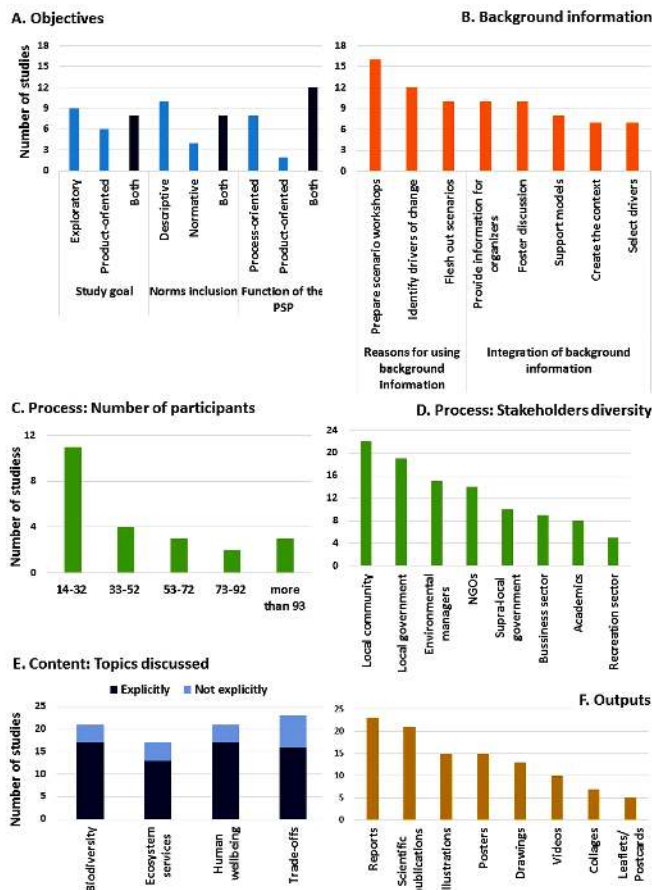 A. Objectives
Number of studies
18
15
12
9
6
3
0
Exploratory
Product-oriented
Both
Descriptive
Normative
Both
Process-oriented
Product-oriented
Both
Study goal
Norms inclusion
Function of the
PSP
B. Background information
18
15
12
9
6
3
0
Prepare scenario workshops
Identify drivers of change
Flesh out scenarios
Provide information for
organizers
Foster discussion
Support models
Create the context
Select drivers
Reasons for using
background
Information
Integration of background
information
C. Process: Number of participants
Number of studiess
12
8
4
0
14-32
33-52
53-72
73-92
more
than 93
D. Process: Stakeholders diversity
24
20
16
12
8
4
0
Local community
Local government
Environmental
managers
NGOs
Supra-local
government
Bussiness sector
Academics
Recreation sector
E. Content: Topics discussed
Explicitly
Not explicitly
Number of studies
25
20
15
10
5
0
Biodiversity
Ecosystem
services
Human
wellbeing
Trade-offs
F. Outputs
25
20
15
10
5
0
Reports
Scientific
publications
Illustrations
Posters
Drawings
Videos
Collages
Leaflets/
Postcards